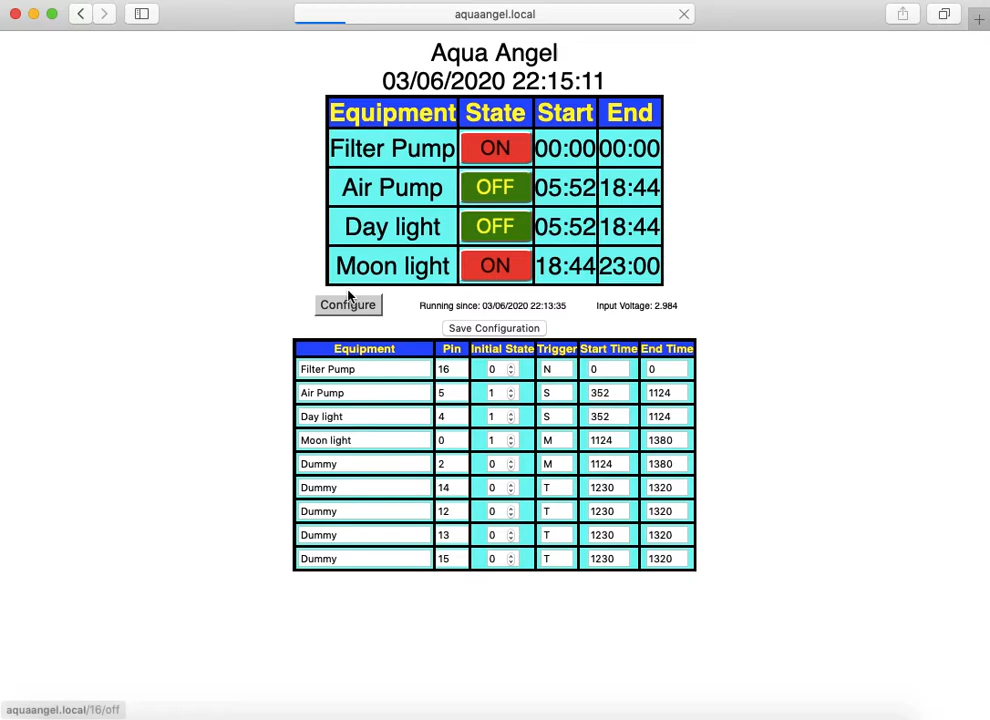 aquaangel.local
Aqua Angel
03/06/2020 22:15:11
Equipment State Start End
Filter Pump ON 00:00 00:00
Air Pump OFF 05:52 18:44
Day light OFF 05:52 18:44
Moon light ON 18:44 23:00
Configure Running since: 03/06/2020 22:13:35 Input Voltage: 2.984
Save Configuration
Equipment Pin Initial State Trigger Start Time End Time
Filter Pump 16 0 N 0 0
Air Pump 5 1 S 352 1124
Day light 4 1 S 352 1124
Moon light 0 1 M 1124 1380
Dummy 2 0 M 1124 1380
Dummy 14 0 T 1230 1320
Dummy 12 0 T 1230 1320
Dummy 13 0 T 1230 1320
Dummy 15 0 T 1230 1320
aquaangel.local/16/off